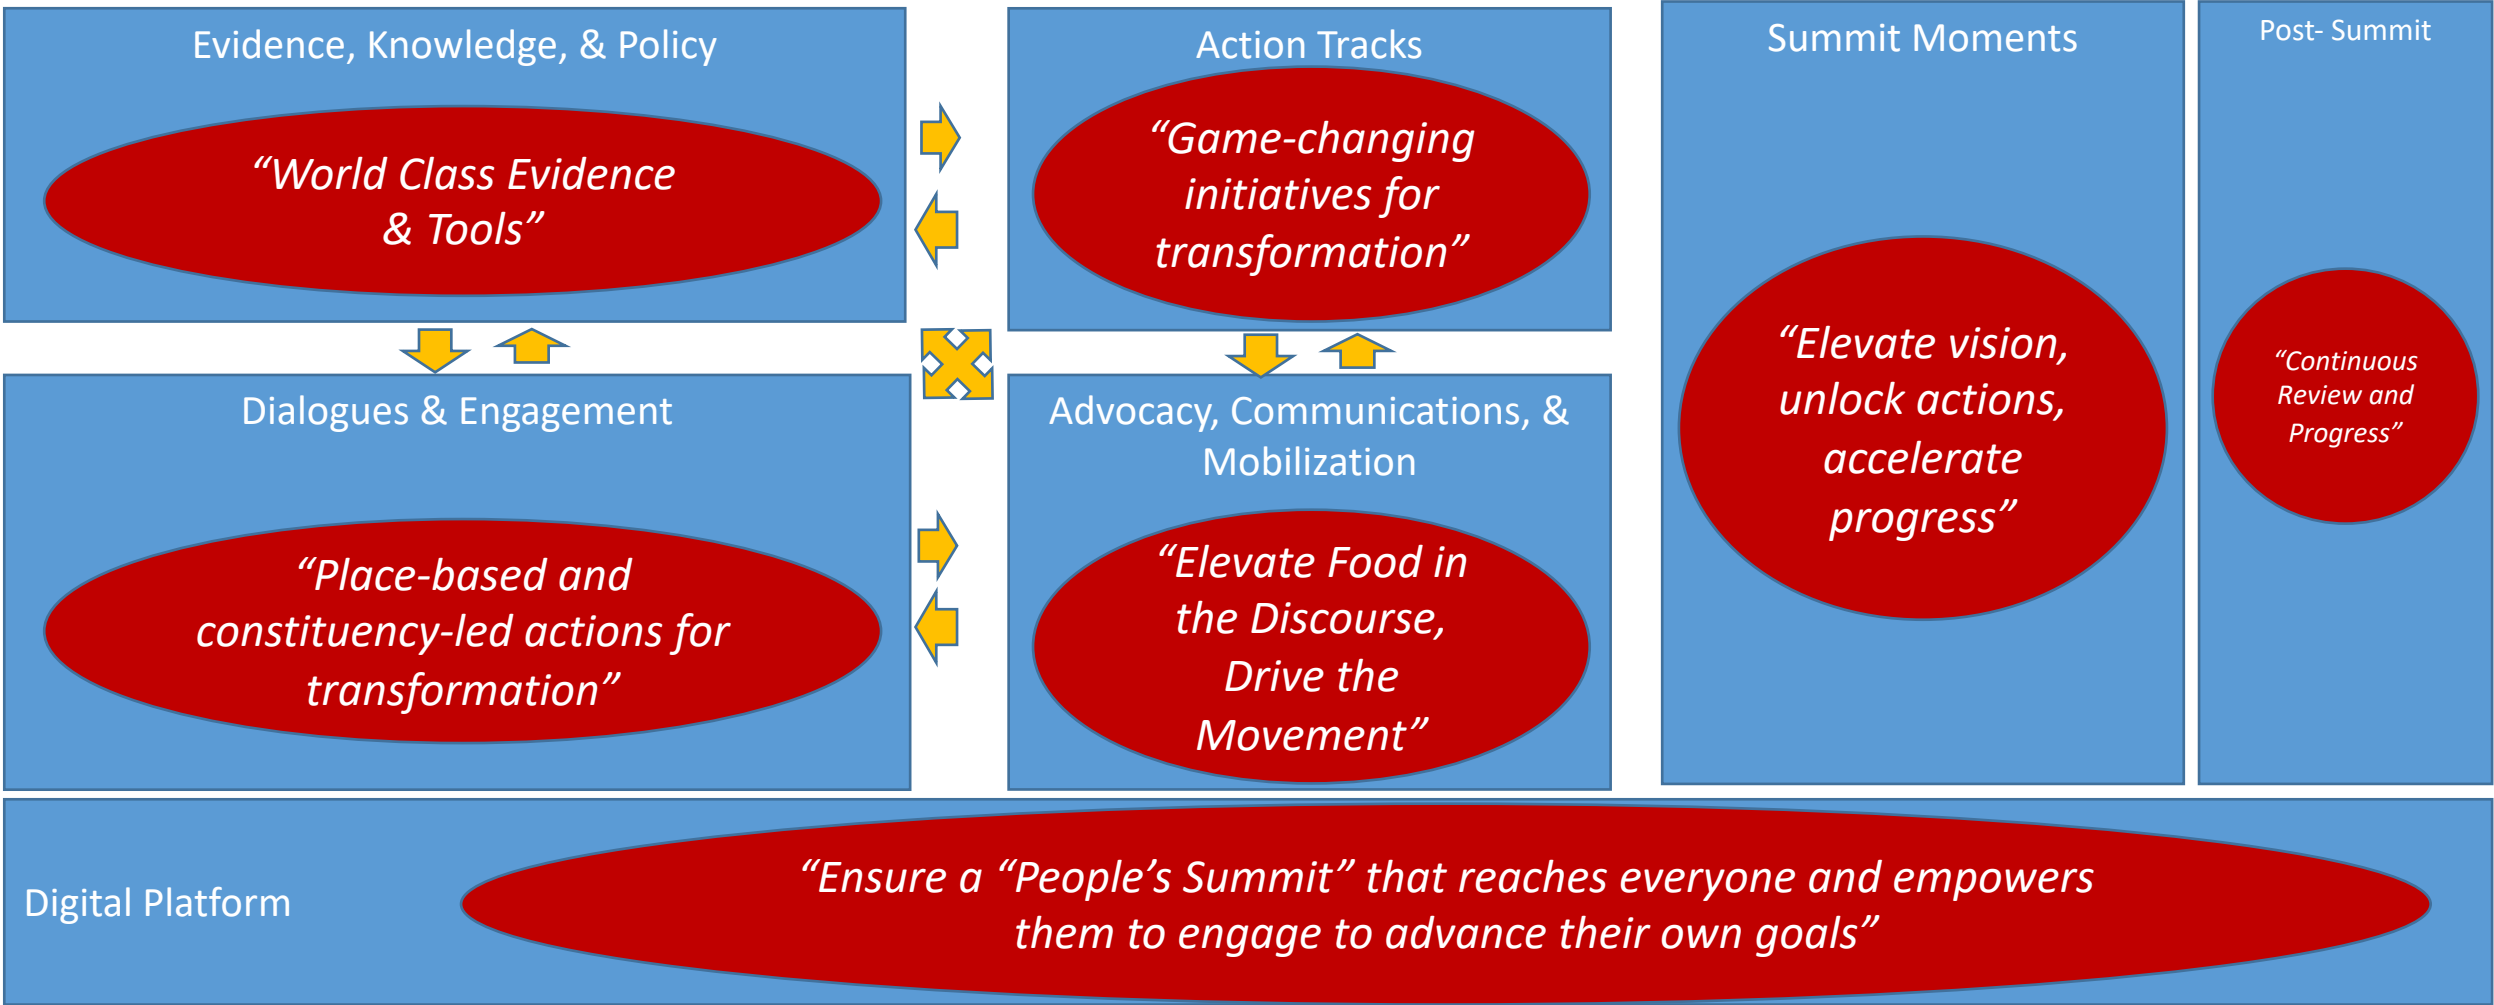 Evidence, Knowledge, & Policy
“World Class Evidence
& Tools”
Action Tracks
“Game-changing
initiatives for
transformation”
Summit Moments
“Elevate vision,
unlock actions,
accelerate
progress”
Post- Summit
“Continuous
Review and
Progress”
Dialogues & Engagement
“Place-based and
constituency-led actions for
transformation”
Advocacy, Communications, &
Mobilization
“Elevate Food in
the Discourse,
Drive the
Movement”
Digital Platform
“Ensure a “People’s Summit” that reaches everyone and empowers
them to engage to advance their own goals”